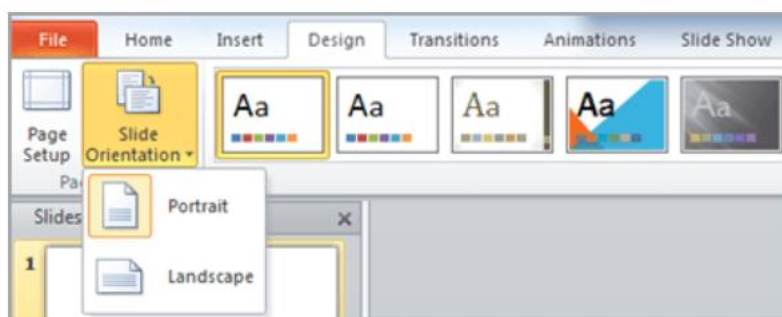 File Home Insert Design Transitions Animations Slide Show
Aa Aa Aa Aa Aa
Page Setup
Slide Orientation
Pa
Portrait
Slides
1
Landscape